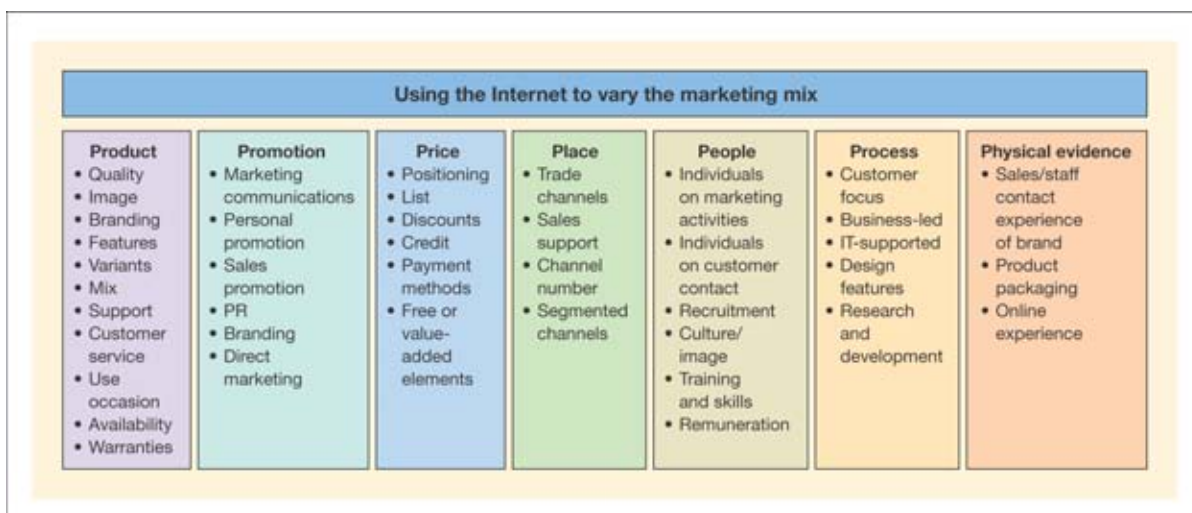 Using the Internet to vary the marketing mix
Product
• Quality
• Image
• Branding
• Features
• Variants
• Mix
• Support
• Customer
service
• Use
occasion
• Availability
• Warranties
Promotion
• Marketing
communications
• Personal
promotion
• Sales
promotion
• PR
• Branding
• Direct
marketing
Price
• Positioning
• List
• Discounts
• Credit
• Payment
methods
• Free or
value-
added
elements
Place
• Trade
channels
• Sales
support
• Channel
number
• Segmented
channels
People
• Individuals
on marketing
activities
• Individuals
on customer
contact
• Recruitment
• Culture/
image
• Training
and skills
• Remuneration
Process
• Customer
focus
• Business-led
• IT-supported
• Design
features
• Research
and
development
Physical evidence
• Sales/staff
contact
experience
of brand
• Product
packaging
• Online
experience